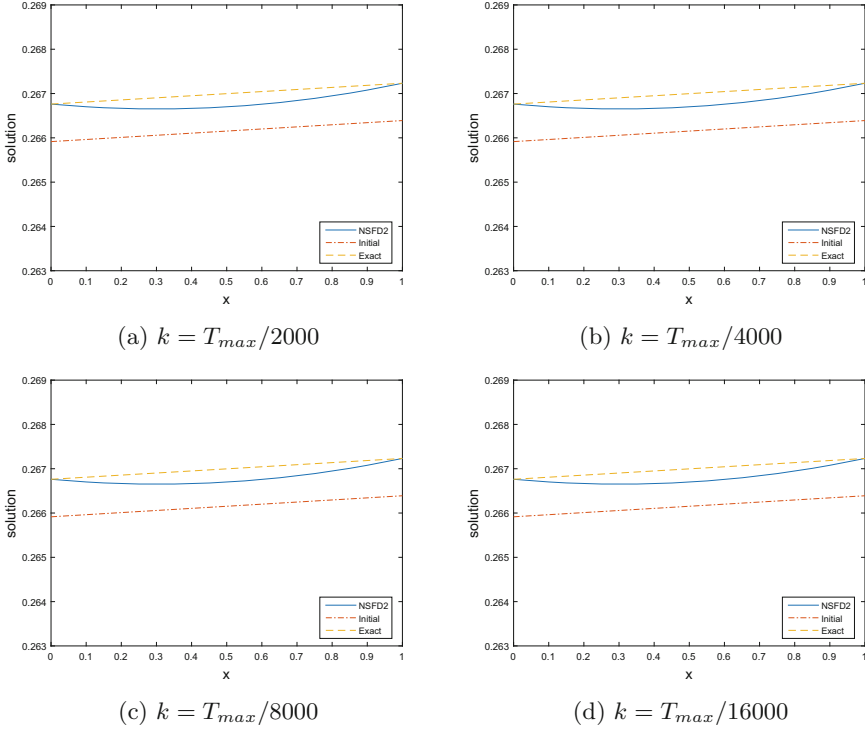 0.269
0.268
0.267
0.266
0.265
0.264
0.263
solution
0 0.1 0.2 0.3 0.4 0.5 0.6 0.7 0.8 0.9 1
x
NSFD2
Initial
Exact
(a) k = T_{max}/2000
0.269
0.268
0.267
0.266
0.265
0.264
0.263
solution
0 0.1 0.2 0.3 0.4 0.5 0.6 0.7 0.8 0.9 1
x
NSFD2
Initial
Exact
(b) k = T_{max}/4000
0.269
0.268
0.267
0.266
0.265
0.264
0.263
solution
0 0.1 0.2 0.3 0.4 0.5 0.6 0.7 0.8 0.9 1
x
NSFD2
Initial
Exact
(c) k = T_{max}/8000
0.269
0.268
0.267
0.266
0.265
0.264
0.263
solution
0 0.1 0.2 0.3 0.4 0.5 0.6 0.7 0.8 0.9 1
x
NSFD2
Initial
Exact
(d) k = T_{max}/16000